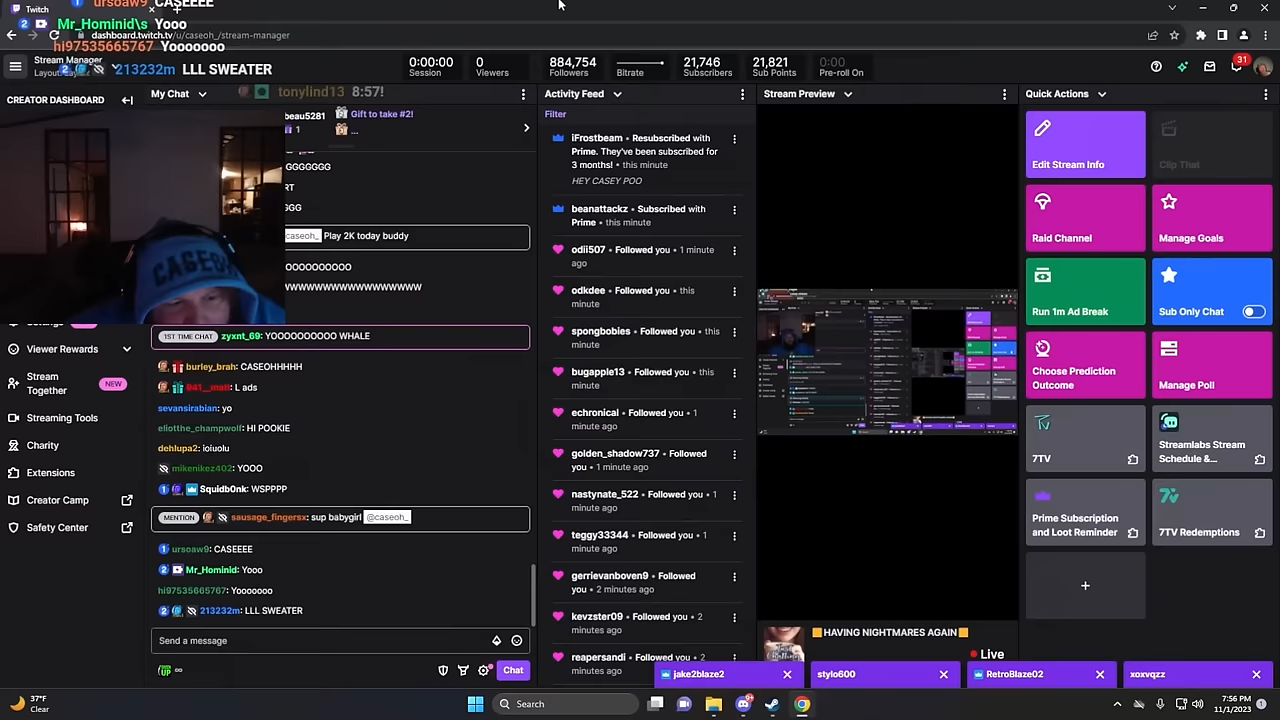 Twitch
ursoaw9: CASEEEE
Mr_Hominid\s Yooo
hi97535665767 Yooooooo
213232m LLL SWEATER
tonylind13 8:57!
dashboard.twitch.tv/u/caseoh_/stream-manager
Stream Manager
0:00:00
Session
0
Viewers
884,754
Followers
Bitrate
21,746
Subscribers
21,821
Sub Points
0:00
Pre-roll On
31
CREATOR DASHBOARD
Viewer Rewards
Stream
Together
NEW
Streaming Tools
Charity
Extensions
Creator Camp
Safety Center
My Chat
beau5281
1
Gift to take #2!
...
GGGGGG
RT
GG
caseoh_ Play 2K today buddy
OOOOOOOOOO
1ST TIME CHAT
burley_brah: CASEOHHHHH
L ads
sevansirabian: yo
eliotthe_champwolf: HI POOKIE
dehlupa2: ioiuolu
mikenikez402: YOOO
Squidb0nk: WSPPPP
MENTION sausage_fingersx: sup babygirl @caseoh_
ursoaw9: CASEEEE
Mr_Hominid: Yooo
hi97535665767: Yooooooo
213232m: LLL SWEATER
Send a message
Chat
CASEOH
Activity Feed
Filter
iFrostbeam • Resubscribed with
Prime. They've been subscribed for
3 months! • this minute
HEY CASEY POO
beanattackz • Subscribed with
Prime • this minute
odii507 • Followed you • 1 minute
ago
odkdee • Followed you • this
minute
spongbobies • Followed you • this
minute
bugapps • Followed you • this
minute
echronix • Followed you • 1
minute ago
golden_shadow737 • Followed
you • 1 minute ago
nastynate_522 • Followed you • 1
minute ago
teggy33344 • Followed you • 1
minute ago
gerrievanboven9 • Followed
you • 2 minutes ago
kevzster09 • Followed you • 2
minutes ago
reapersandi • Followed you • 2
Stream Preview
HAVING NIGHTMARES AGAIN
Live
Quick Actions
Edit Stream Info
Clip That
Raid Channel
Manage Goals
Run 1m Ad Break
Sub Only Chat
Choose Prediction
Outcome
Manage Poll
7TV
Streamlabs Stream
Schedule &...
Prime Subscription
and Loot Reminder
7TV Redemptions
jake2blaze2
stylo600
RetroBlaze02
xoxvqzz
37°F
Clear
Search
7:56 PM
11/1/2023